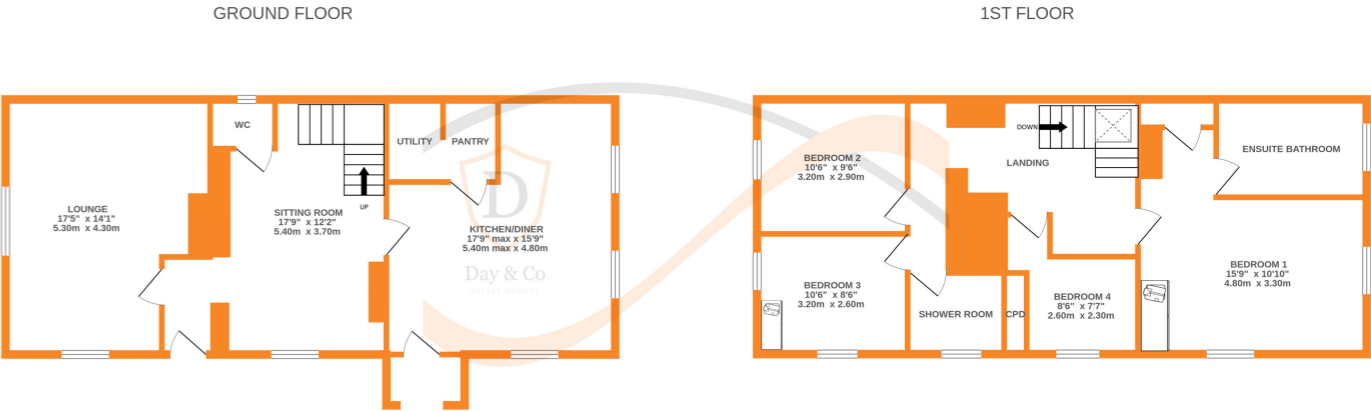 GROUND FLOOR
WC
UTILITY
PANTRY
LOUNGE
17'5" x 14'1"
5.30m x 4.30m
UP
SITTING ROOM
17'9" x 12'2"
5.40m x 3.70m
D
KITCHEN/DINER
17'9" max x 15'9"
5.40m max x 4.80m
Day & Co
ESTATE AGENTS
1ST FLOOR
DOWN
BEDROOM 2
10'6" x 9'6"
3.20m x 2.90m
LANDING
ENSUITE BATHROOM
BEDROOM 3
10'6" x 8'6"
3.20m x 2.60m
SHOWER ROOM
CPD
BEDROOM 4
8'6" x 7'7"
2.60m x 2.30m
BEDROOM 1
15'9" x 10'10"
4.80m x 3.30m